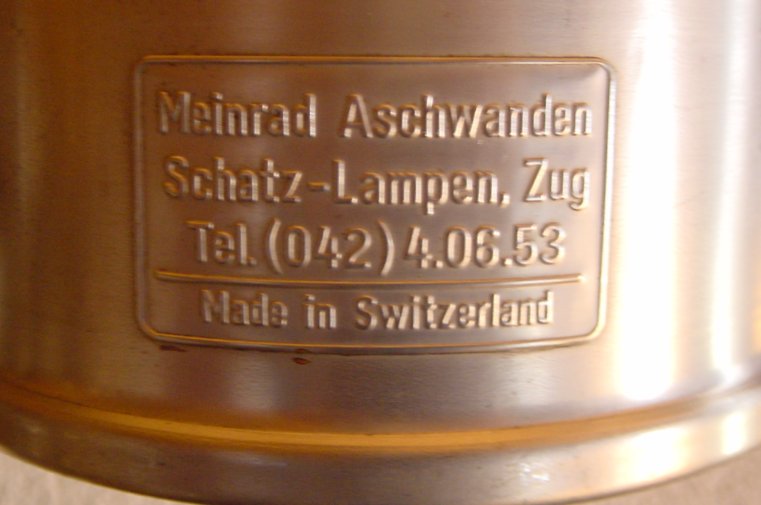 Meinrad Aschwanden
Schatz-Lampen, Zug
Tel. (042) 4.06.53
Made in Switzerland